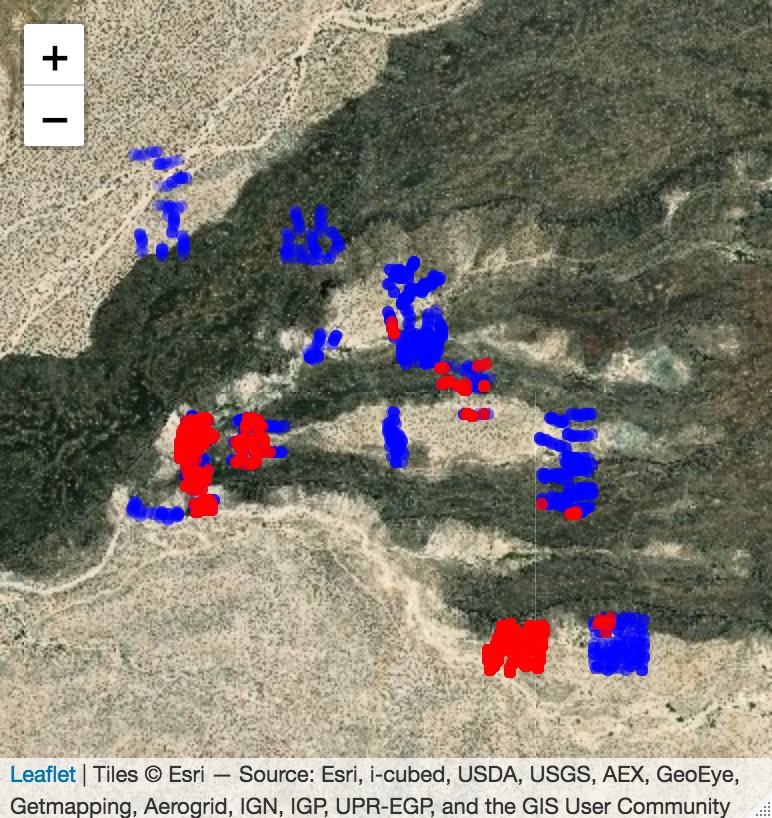 +
−
Leaflet | Tiles © Esri — Source: Esri, i-cubed, USDA, USGS, AEX, GeoEye,
Getmapping, Aerogrid, IGN, IGP, UPR-EGP, and the GIS User Community